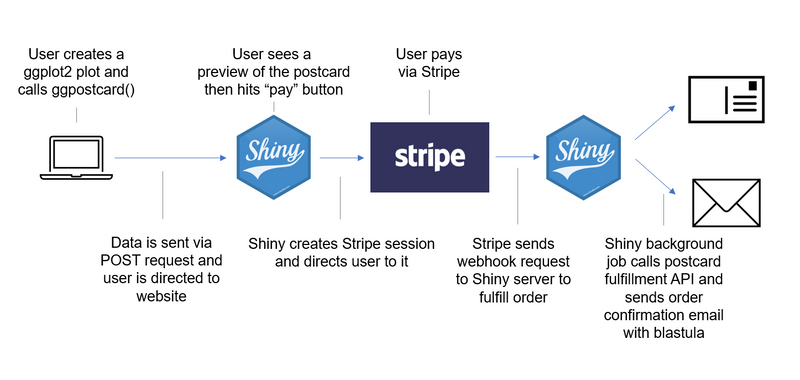 User creates a
ggplot2 plot and
calls ggpostcard()
User sees a
preview of the postcard
then hits “pay” button
User pays
via Stripe
Shiny
stripe
Shiny
Data is sent via
POST request and
user is directed to
website
Shiny creates Stripe session
and directs user to it
Stripe sends
webhook request
to Shiny server to
fulfill order
Shiny background
job calls postcard
fulfillment API and
sends order
confirmation email
with blastula